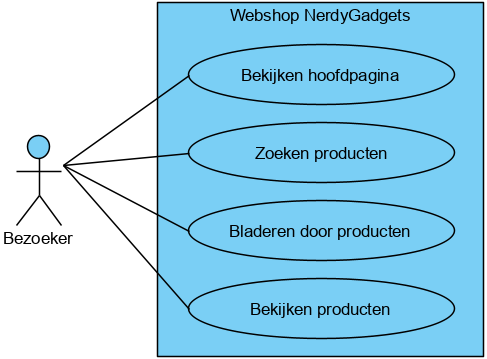 Webshop NerdyGadgets
Bekijken hoofdpagina
Zoeken producten
Bladeren door producten
Bekijken producten
Bezoeker